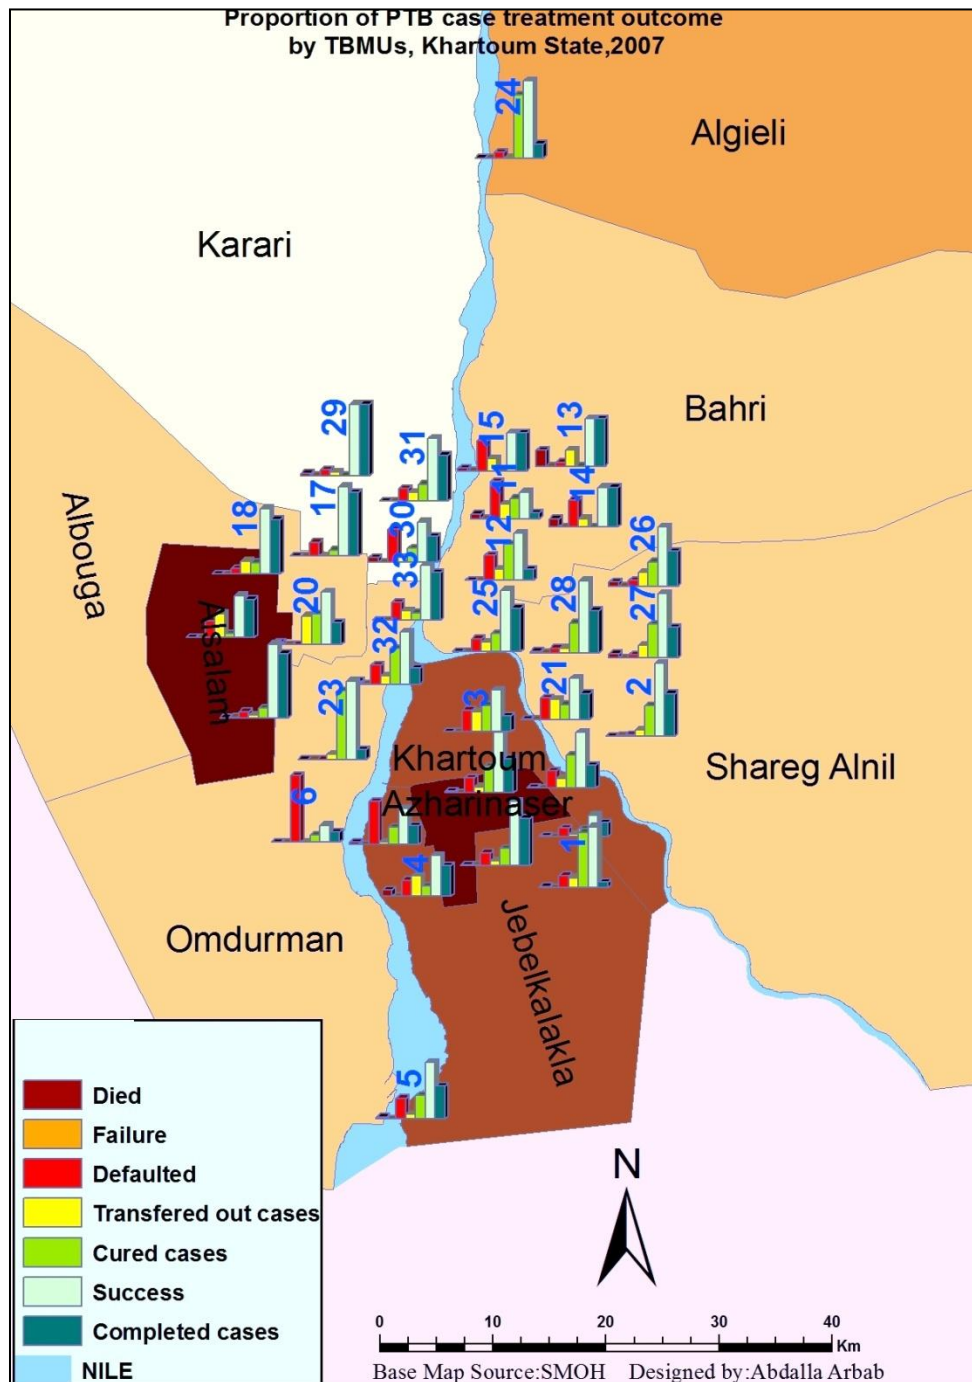 Proportion of PTB case treatment outcome
by TBMUs, Khartoum State,2007
24
Algieli
Karari
Bahri
29
31
15
13
Albouga
18
17
30
11
14
12
26
33
Alsalam
20
25
28
27
32
23
3
21
2
Khartoum
Shareg Alnil
Azharinaser
6
4
1
Omdurman
Jebelkalakla
5
Died
Failure
Defaulted
Transfered out cases
Cured cases
Success
Completed cases
NILE
N
0 10 20 30 40
Km
Base Map Source:SMOH Designed by:Abdalla Arbab